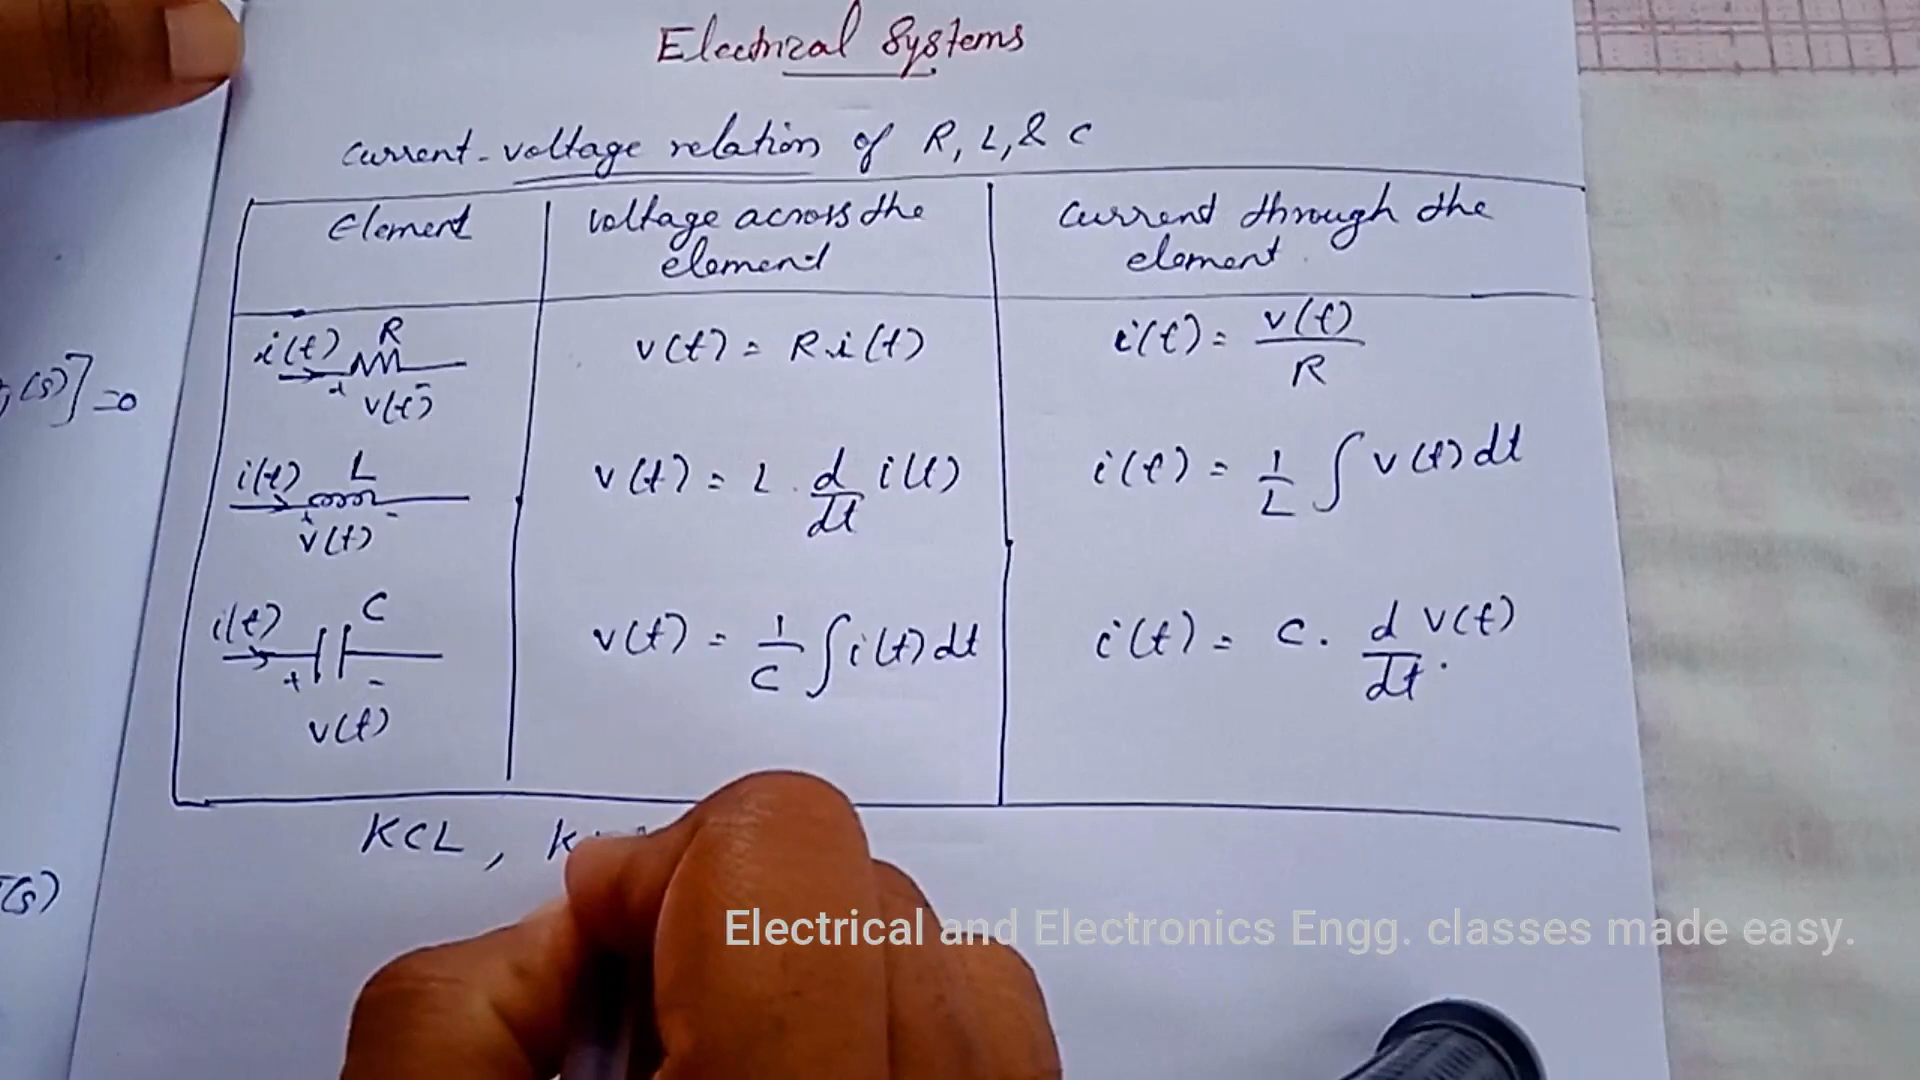 Electrical Systems
Current-voltage relation of R, L, & C
Element
voltage across the
element
Current through the
element
i(t) R
+ v(t) -
v(t) = R.i(t)
i(t) = v(t)/R
i(t) L
+ v(t) -
v(t) = L . d/dt i(t)
i(t) = 1/L ∫ v(t) dt
i(t) C
+ -
v(t)
v(t) = 1/C ∫ i(t) dt
i(t) = C . d/dt v(t) .
KCL , K
(s)] = 0
(s)
Electrical and Electronics Engg. classes made easy.